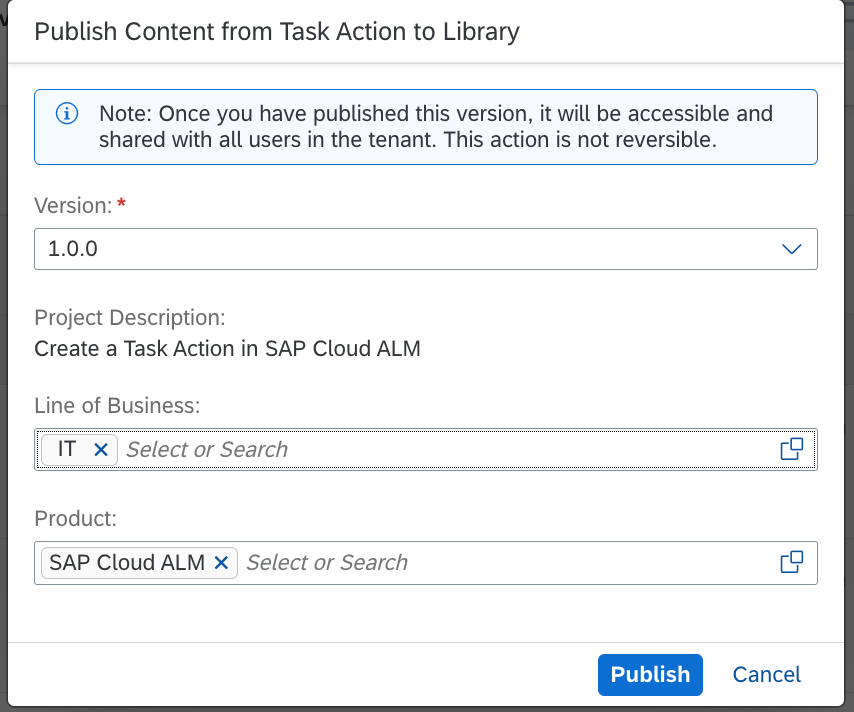 Publish Content from Task Action to Library
Note: Once you have published this version, it will be accessible and
shared with all users in the tenant. This action is not reversible.
Version: *
1.0.0
Project Description:
Create a Task Action in SAP Cloud ALM
Line of Business:
IT Select or Search
Product:
SAP Cloud ALM Select or Search
Publish Cancel